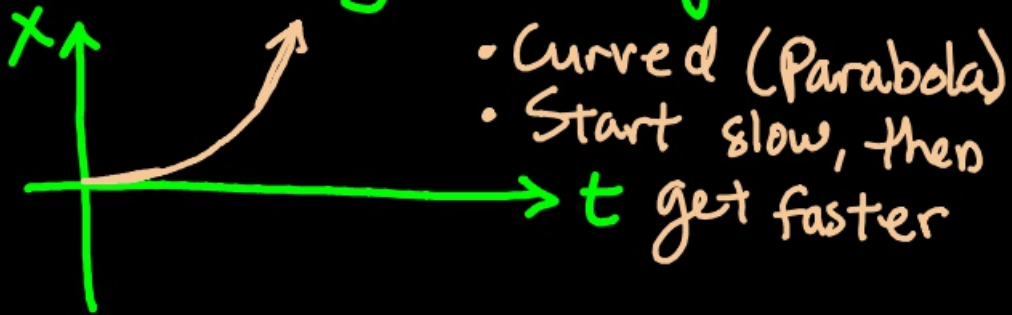 X
• Curved (Parabola)
• Start slow, then
t get faster